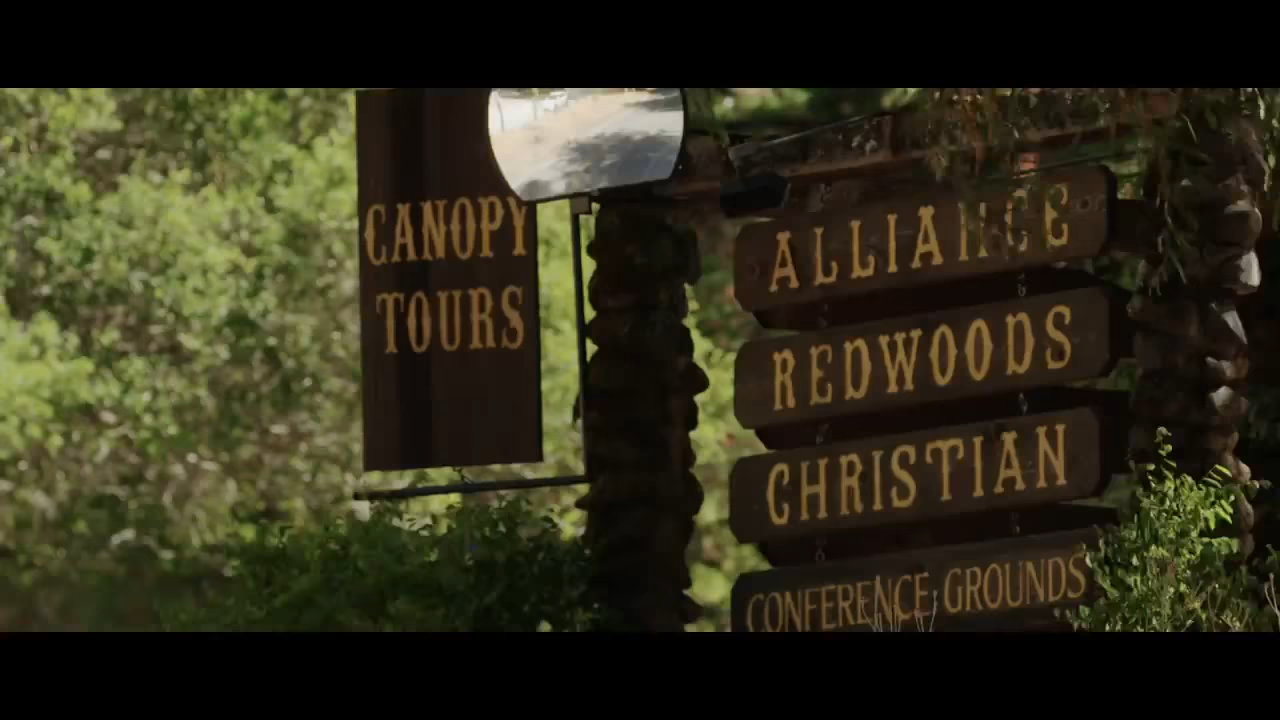 CANOPY
TOURS
ALLIANCE
REDWOODS
CHRISTIAN
CONFERENCE GROUNDS